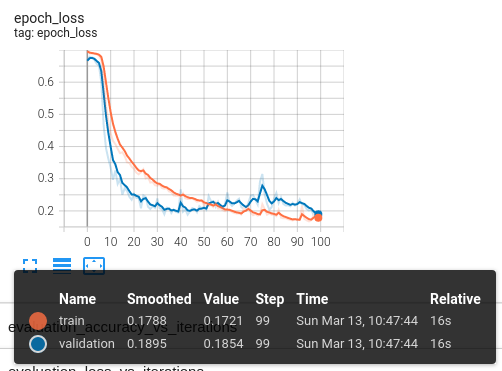 epoch_loss
tag: epoch_loss
0.6
0.5
0.4
0.3
0.2
0 10 20 30 40 50 60 70 80 90 100
Name Smoothed Value Step Time Relative
train 0.1788 0.1721 99 Sun Mar 13, 10:47:44 16s
evaluation_accuracy_vs_iterations
validation 0.1895 0.1854 99 Sun Mar 13, 10:47:44 16s
evaluation_loss_vs_iterations